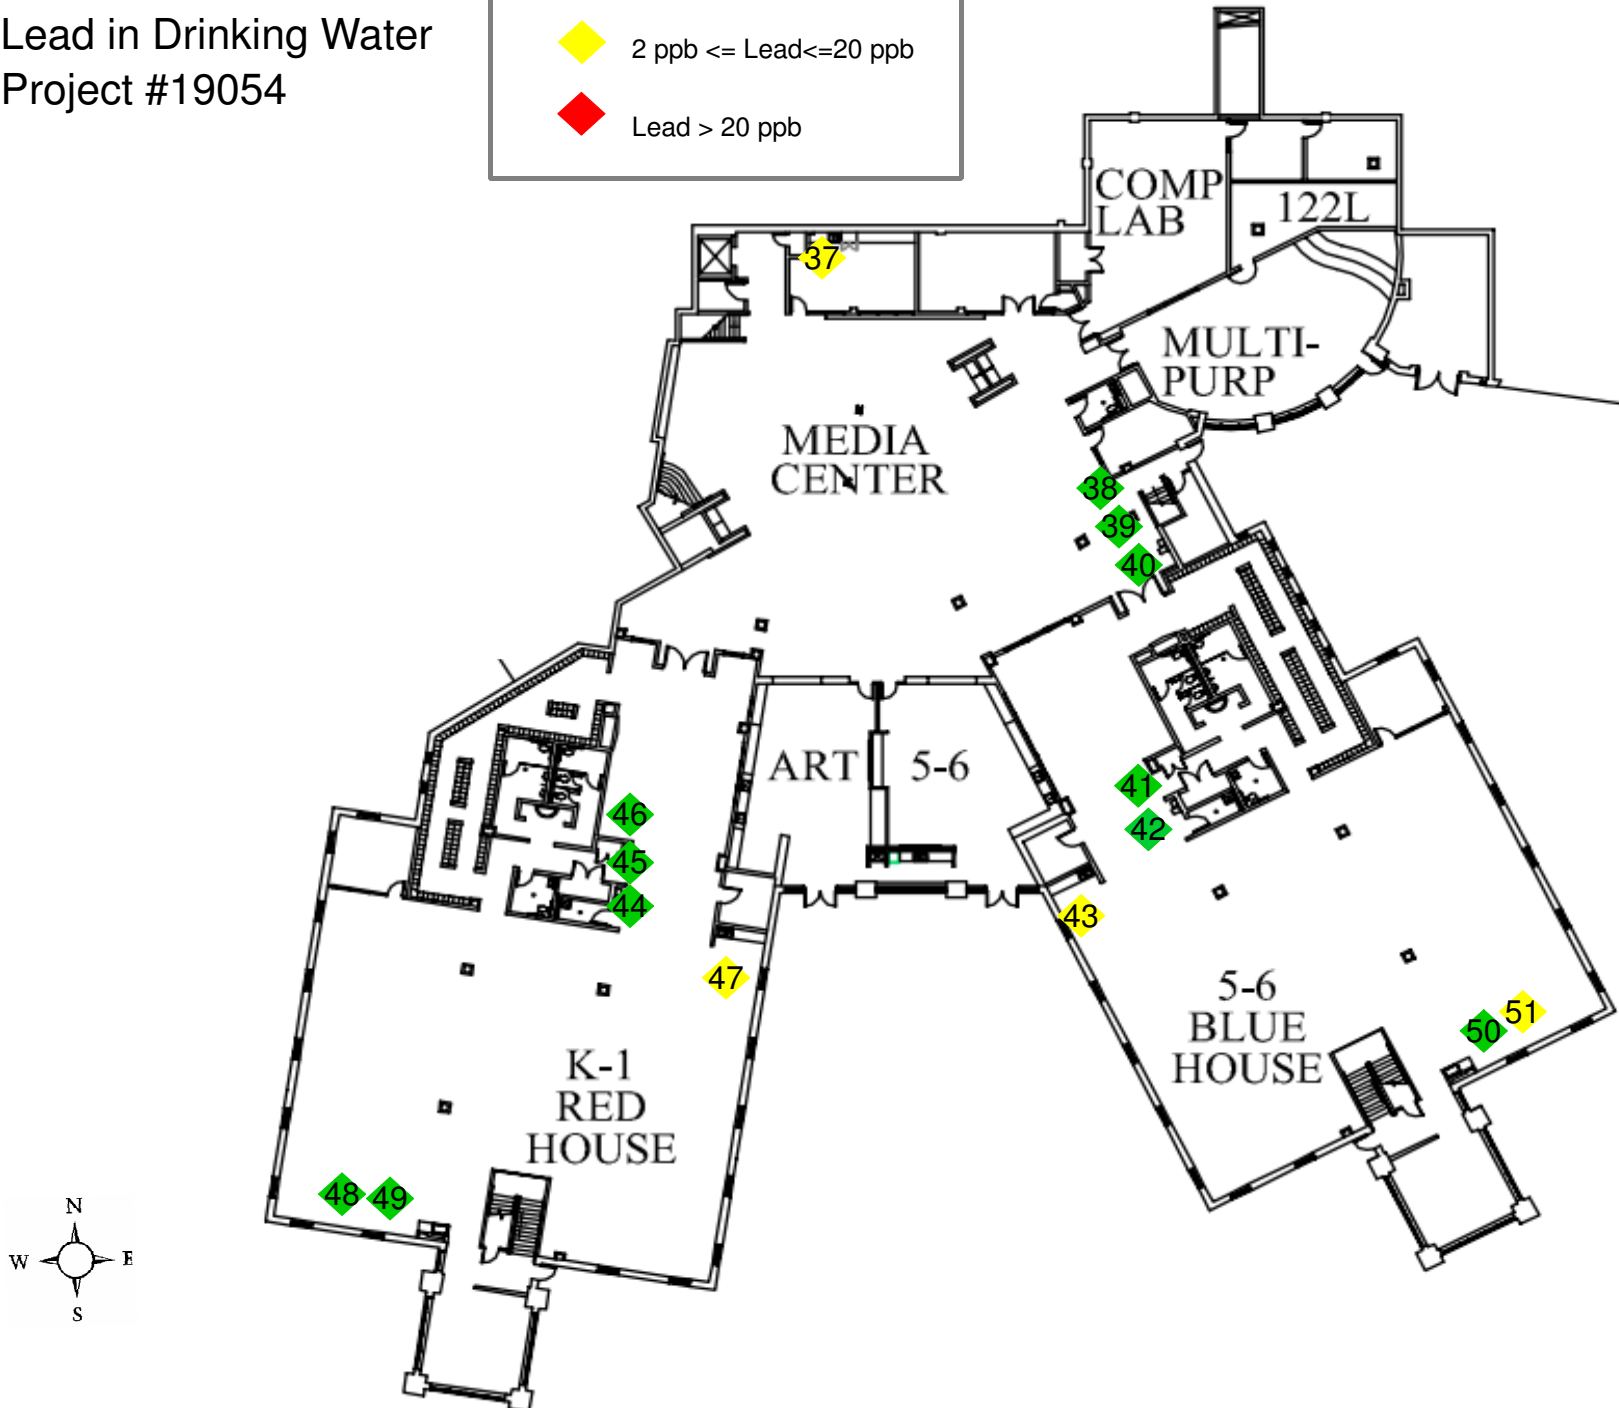 Lead in Drinking Water
Project #19054
2 ppb <= Lead<=20 ppb
Lead > 20 ppb
COMP
LAB
122L
37
MULTI-
PURP
MEDIA
CENTER
38
39
40
ART
5-6
41
42
46
45
44
43
47
5-6
BLUE
HOUSE
50
51
K-1
RED
HOUSE
48
49
N
W
E
S